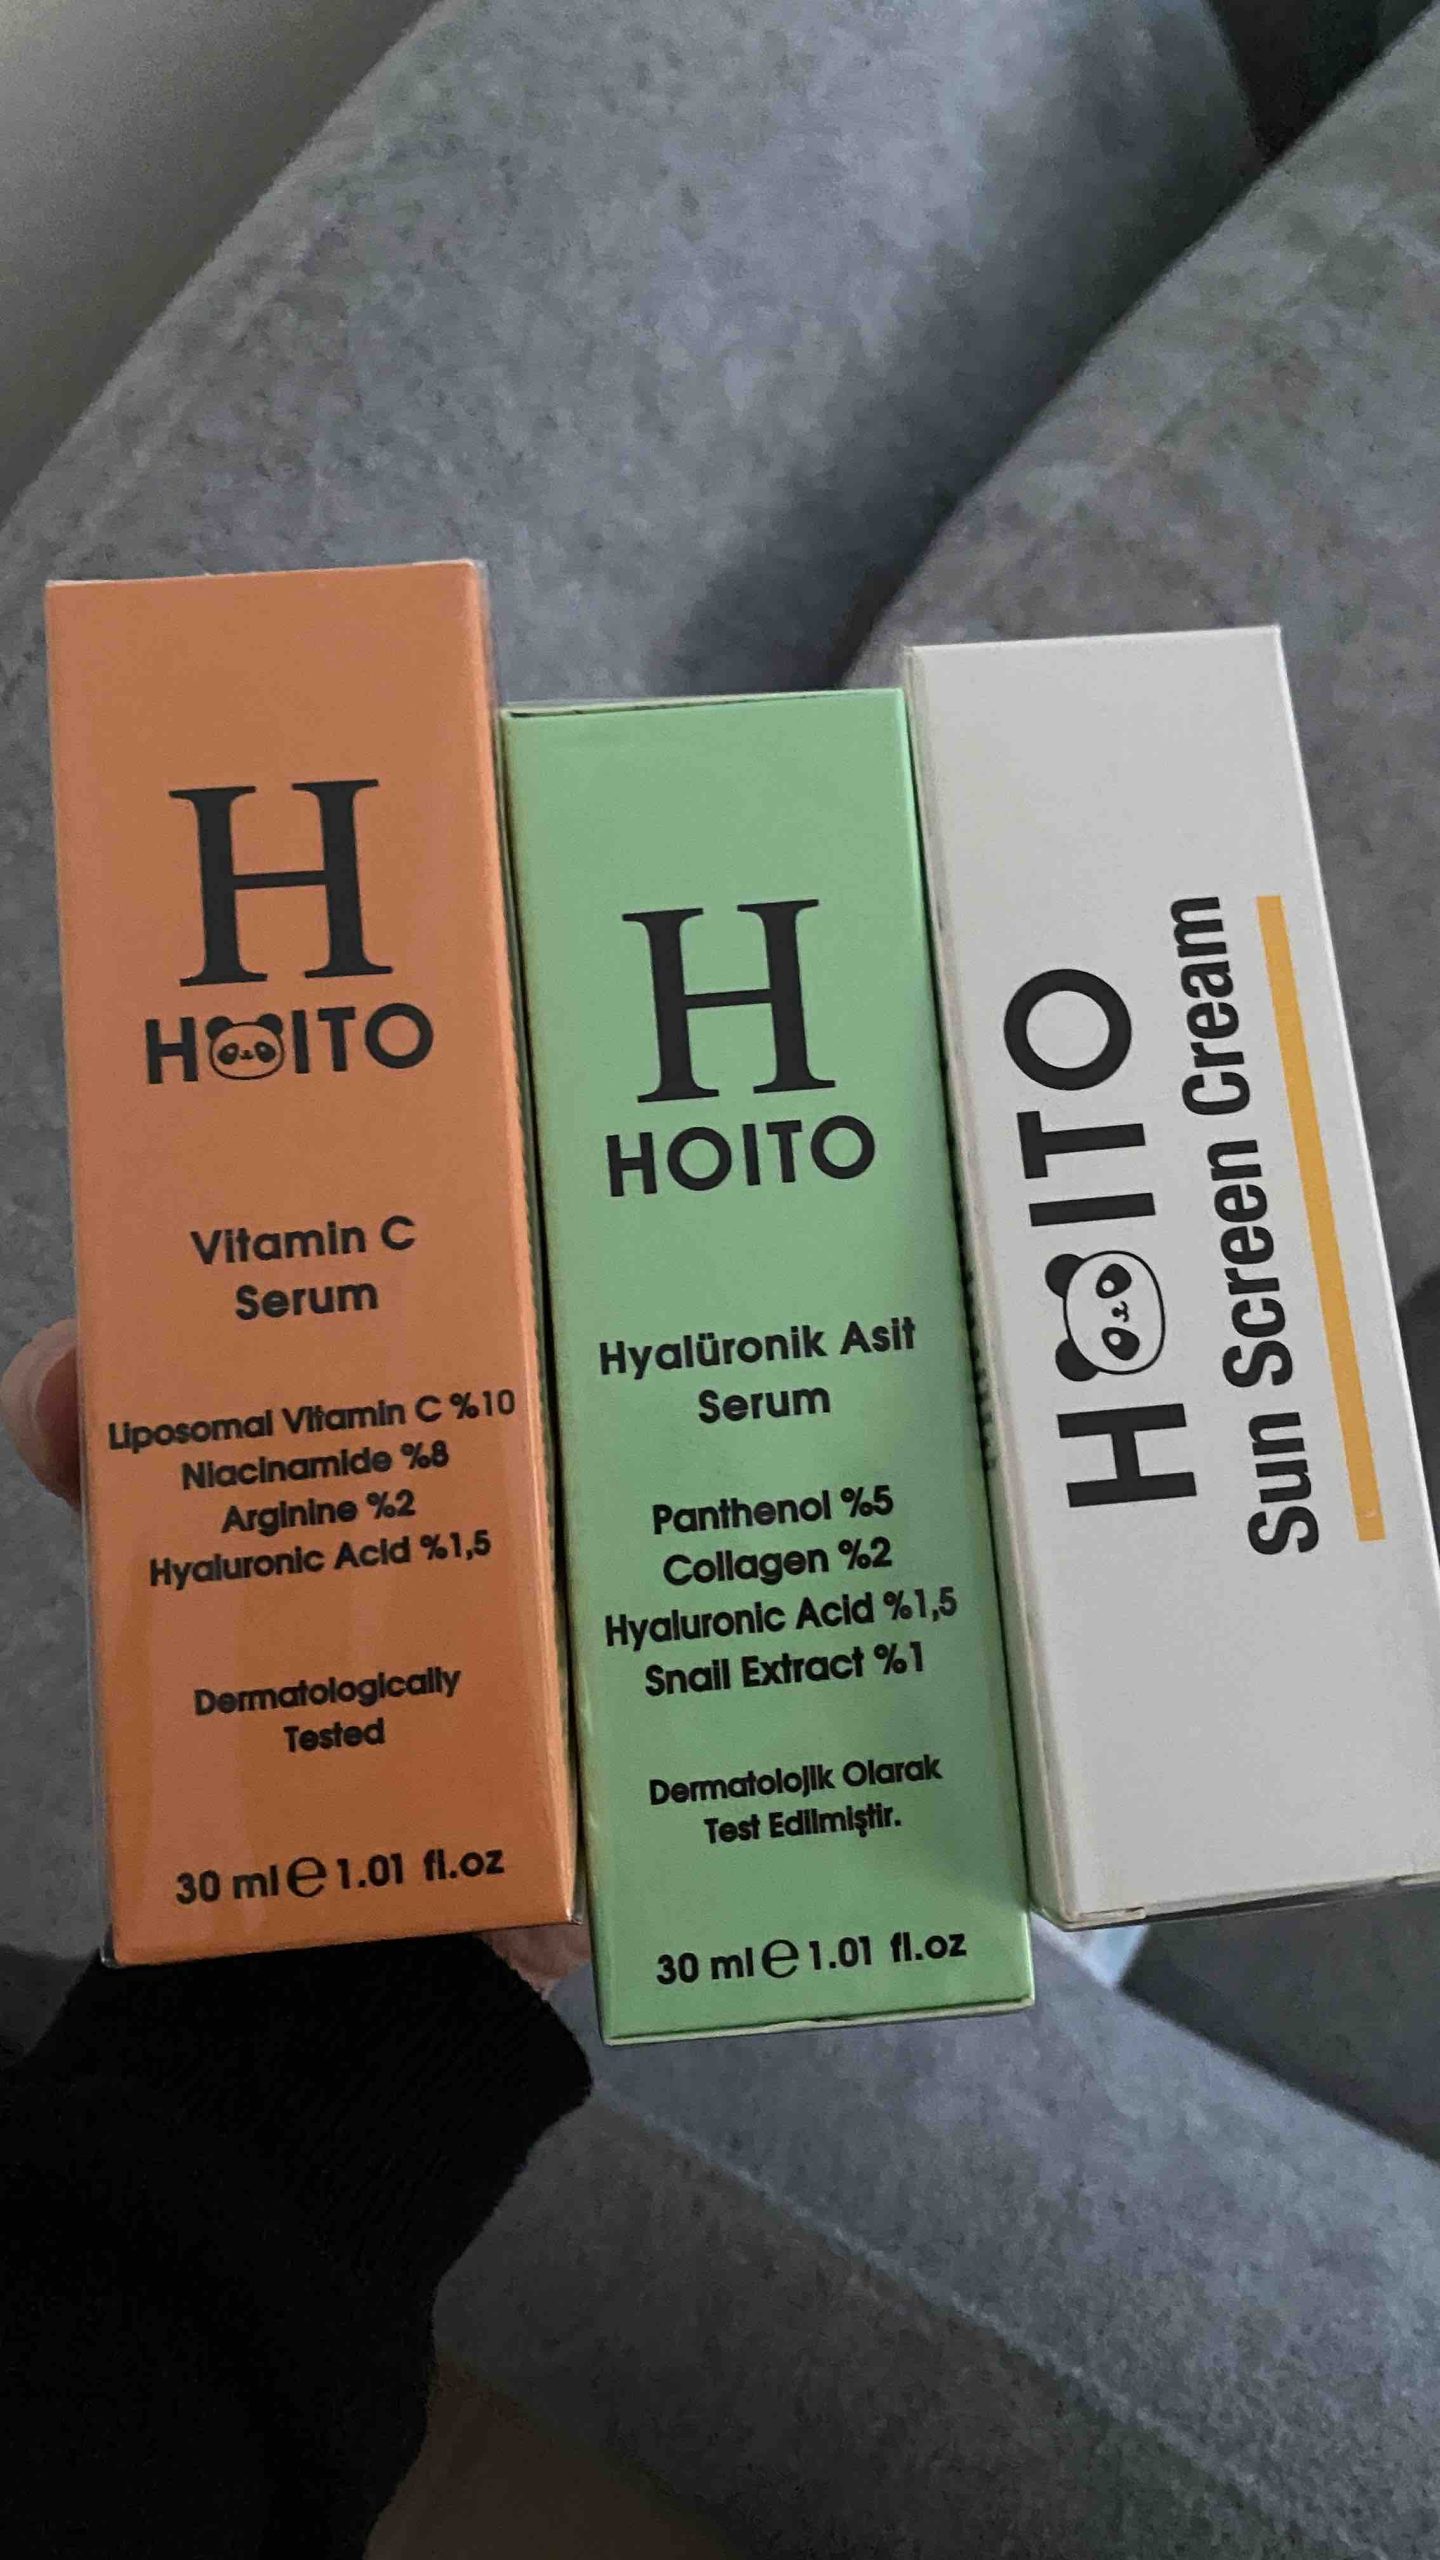 H
HOITO
Vitamin C
Serum
Liposomal Vitamin C %10
Niacinamide %8
Arginine %2
Hyaluronic Acid %1,5
Dermatologically
Tested
30 ml e 1.01 fl.oz
H
HOITO
Hyalüronik Asit
Serum
Panthenol %5
Collagen %2
Hyaluronic Acid %1,5
Snail Extract %1
Dermatolojik Olarak
Test Edilmiştir.
30 ml e 1.01 fl.oz
HOITO
Sun Screen Cream